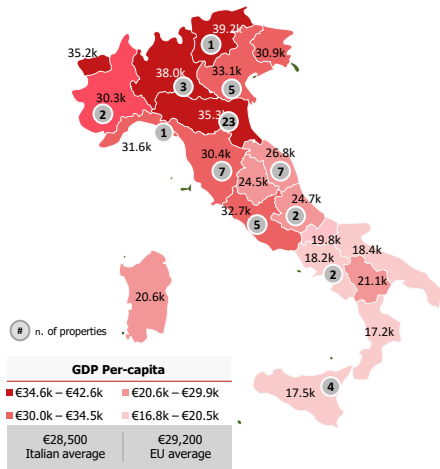 39.2k
1
35.2k
30.9k
38.0k
33.1k
3
5
30.3k
2
35.3k
23
1
31.6k
30.4k
26.8k
7
7
24.5k
24.7k
32.7k
2
5
19.8k
18.4k
18.2k
2
21.1k
20.6k
# n. of properties
17.2k
GDP Per-capita
17.5k
4
€34.6k – €42.6k €20.6k – €29.9k
€30.0k – €34.5k €16.8k – €20.5k
€28,500 €29,200
Italian average EU average